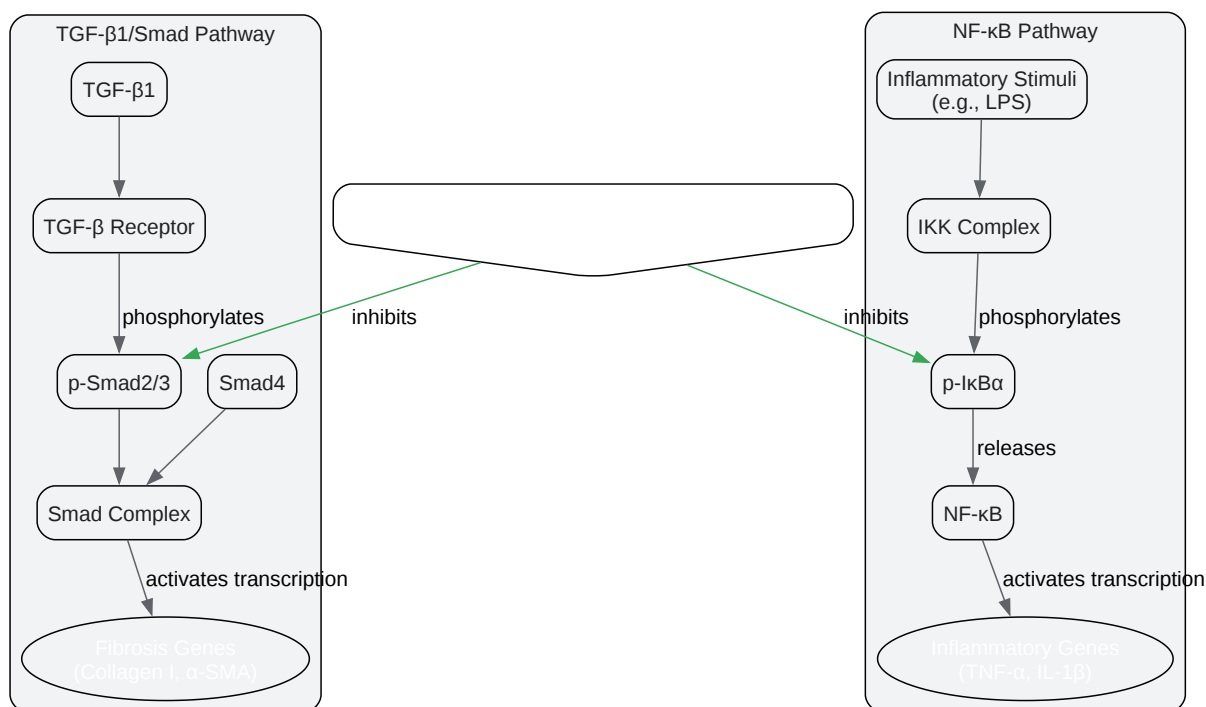 TGF-β1/Smad Pathway
TGF-β1
TGF-β Receptor
phosphorylates
p-Smad2/3
Smad4
Smad Complex
activates transcription
Fibrosis Genes
(Collagen I, α-SMA)
inhibits
inhibits
NF-κB Pathway
Inflammatory Stimuli
(e.g., LPS)
IKK Complex
phosphorylates
p-IκBα
releases
NF-κB
activates transcription
Inflammatory Genes
(TNF-α, IL-1β)